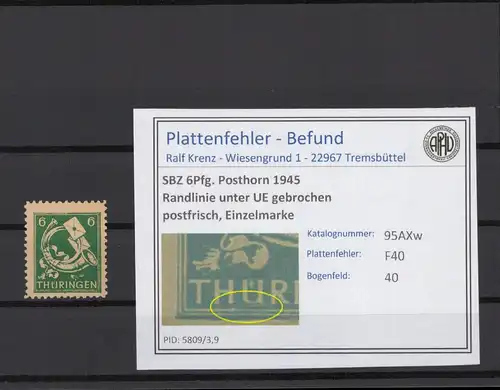 6 6
THÜRINGEN
Plattenfehler - Befund
Ralf Krenz - Wiesengrund 1 - 22967 Tremsbüttel
SBZ 6Pfg. Posthorn 1945
Randlinie unter UE gebrochen
postfrisch, Einzelmarke
Katalognummer: 95AXw
Plattenfehler: F40
Bogenfeld: 40
THÜRI
PID: 5809/3,9